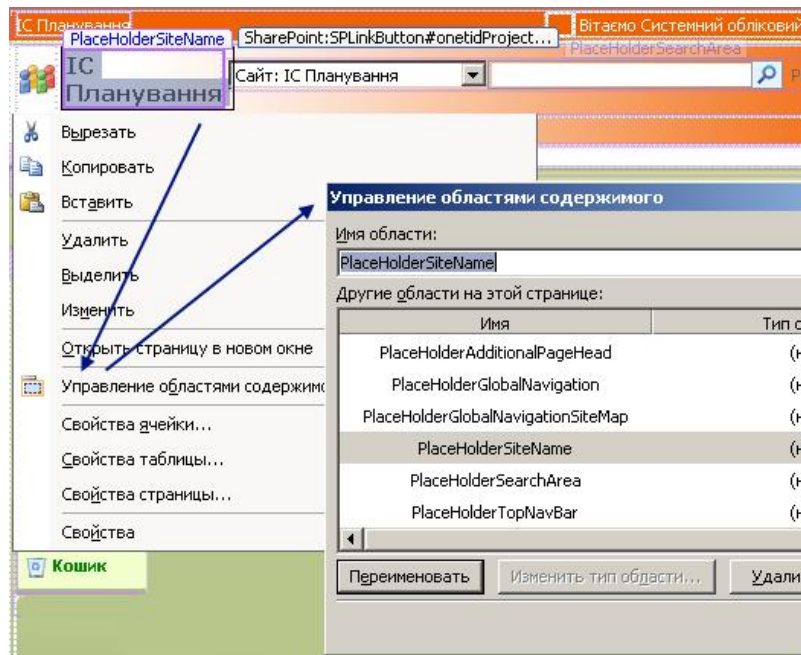 ІС Планування
Вітаємо Системний обліковий
PlaceHolderSiteName
SharePoint:SPLinkButton#onetidProject...
PlaceHolderSearchArea
ІС
Планування
Сайт: ІС Планування
Вырезать
Копировать
Вставить
Удалить
Выделить
Изменить
Открыть страницу в новом окне
Управление областями содержимо
Свойства ячейки...
Свойства таблицы...
Свойства страницы...
Свойства
Кошик
Управление областями содержимого
Имя области:
PlaceHolderSiteName
Другие области на этой странице:
Имя
Тип о
PlaceHolderAdditionalPageHead
(н
PlaceHolderGlobalNavigation
(н
PlaceHolderGlobalNavigationSiteMap
(н
PlaceHolderSiteName
(н
PlaceHolderSearchArea
(н
PlaceHolderTopNavBar
(н
Переименовать
Изменить тип области...
Удали